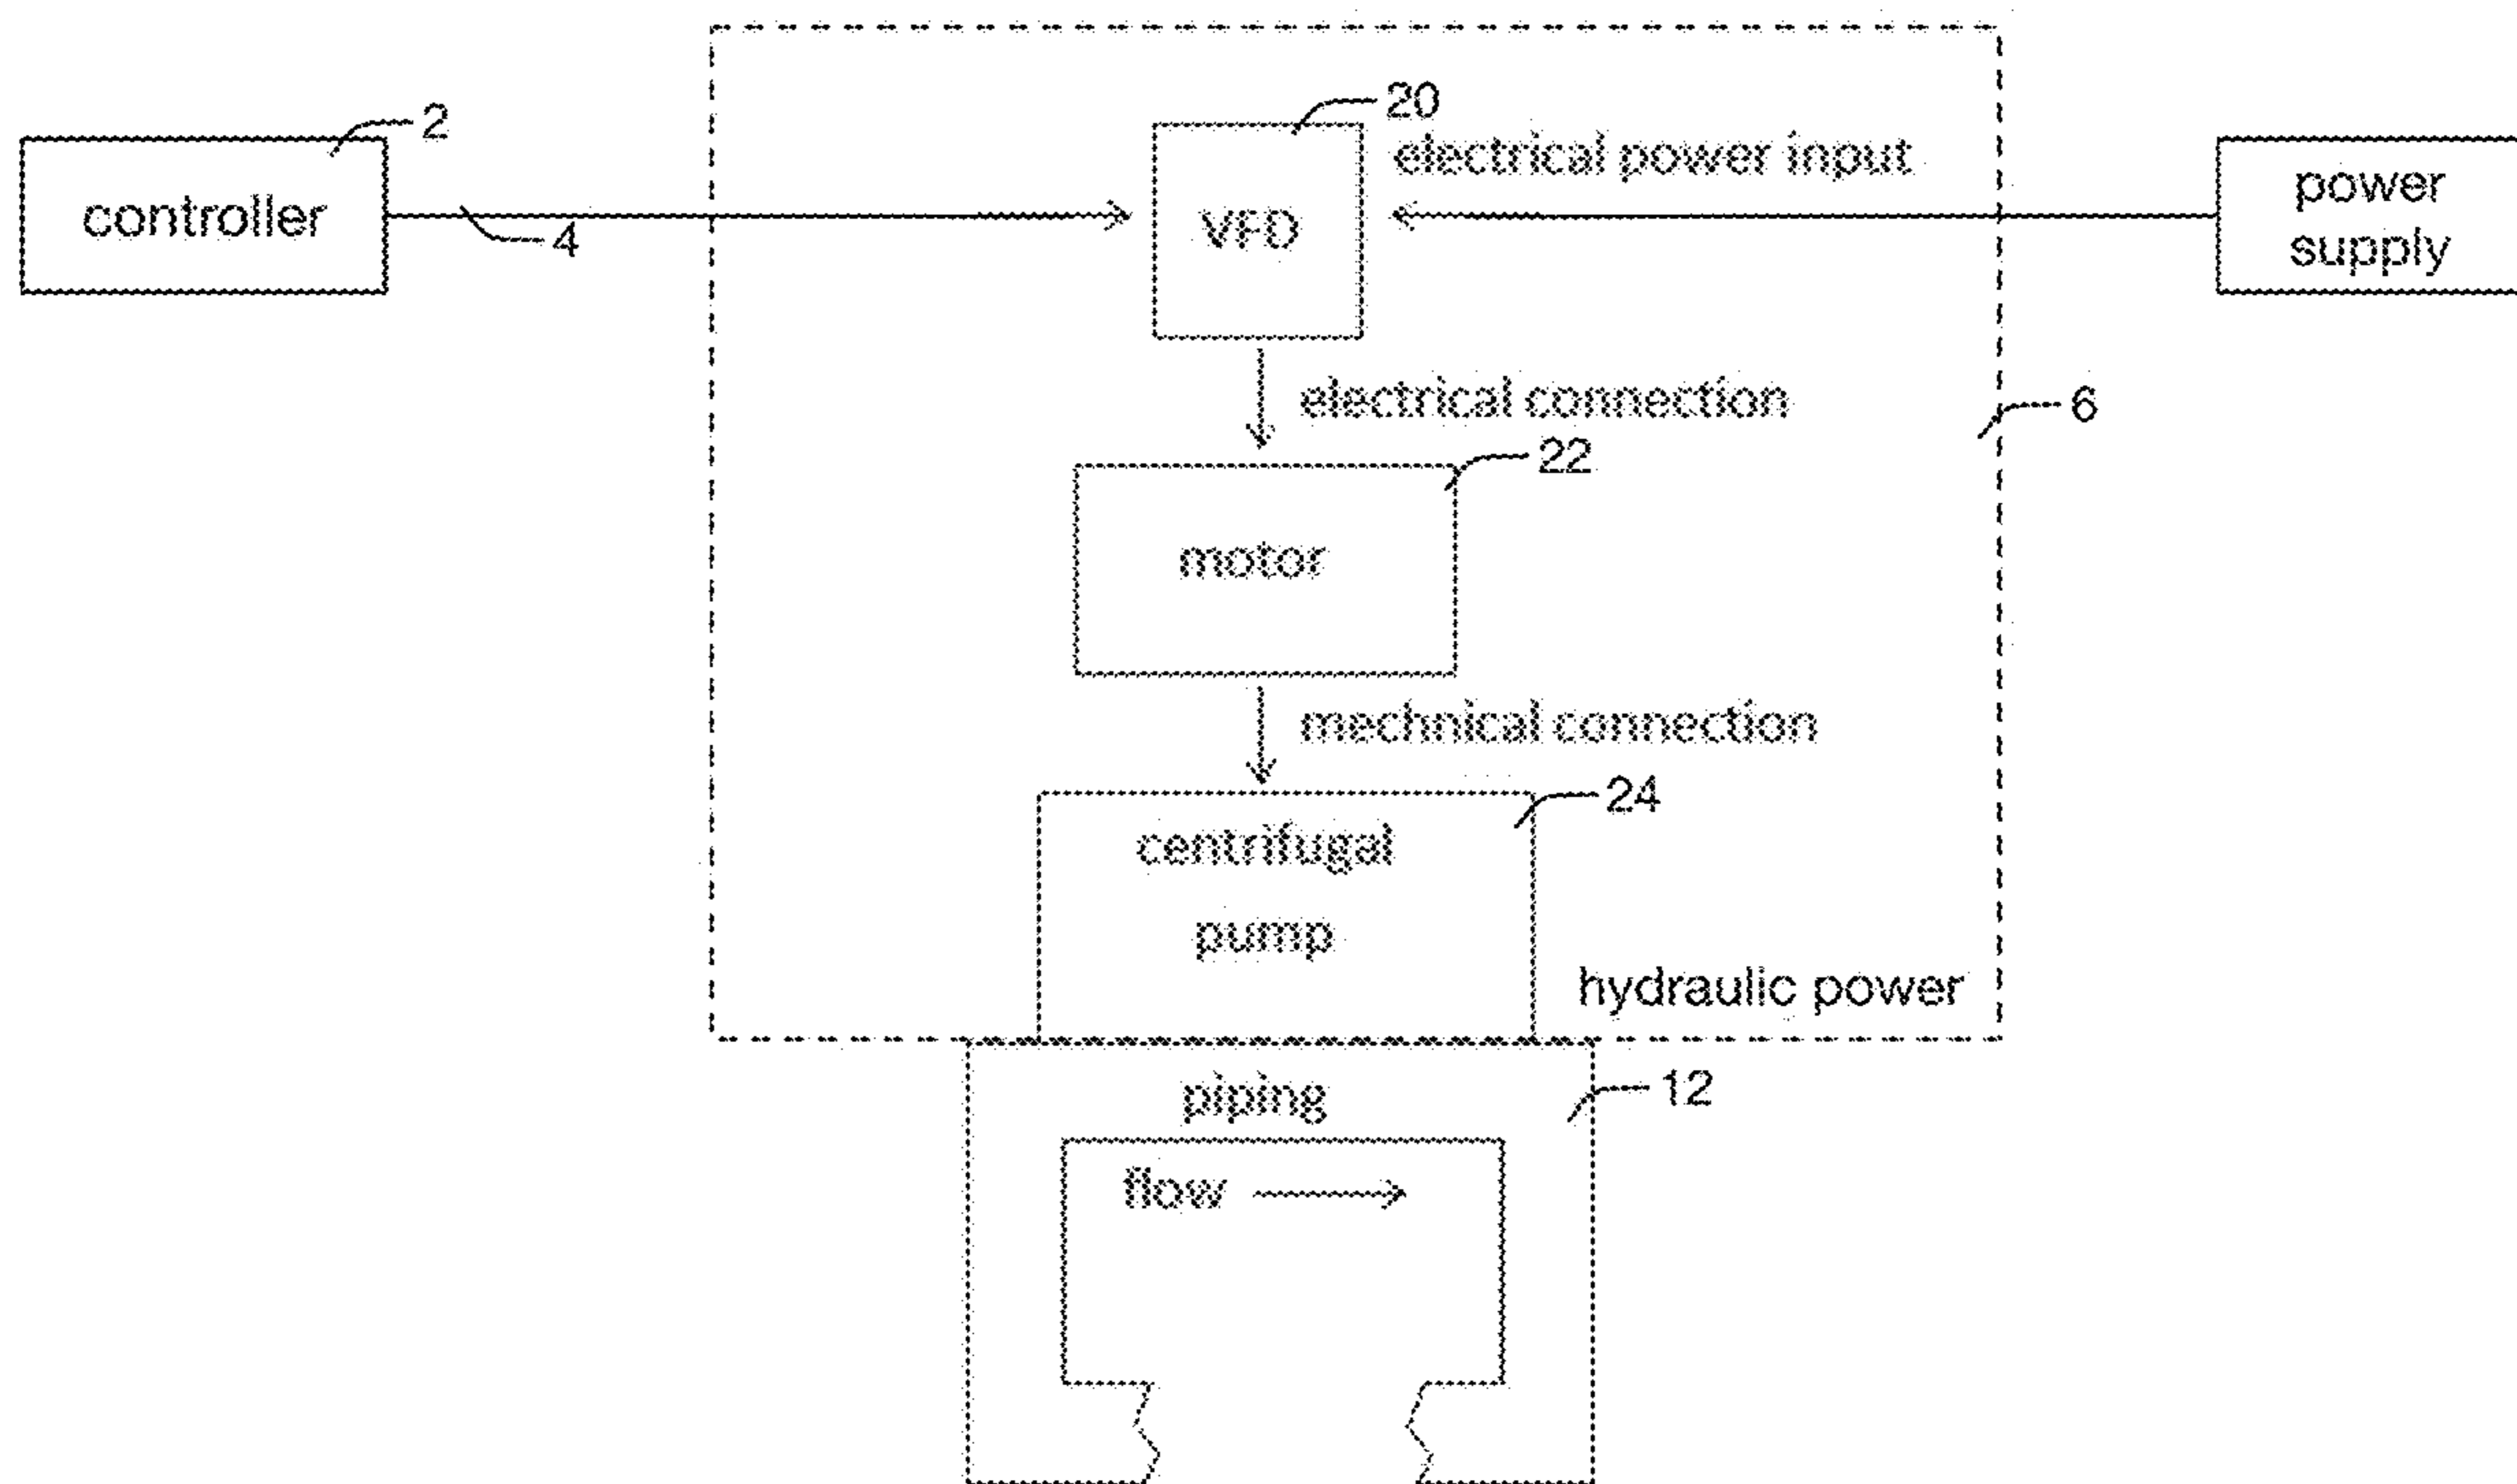 2
controller
4
20
VFD
electrical power input
power
supply
electrical connection
6
22
motor
mechnical connection
24
centrifugal
pump
hydraulic power
piping
12
flow